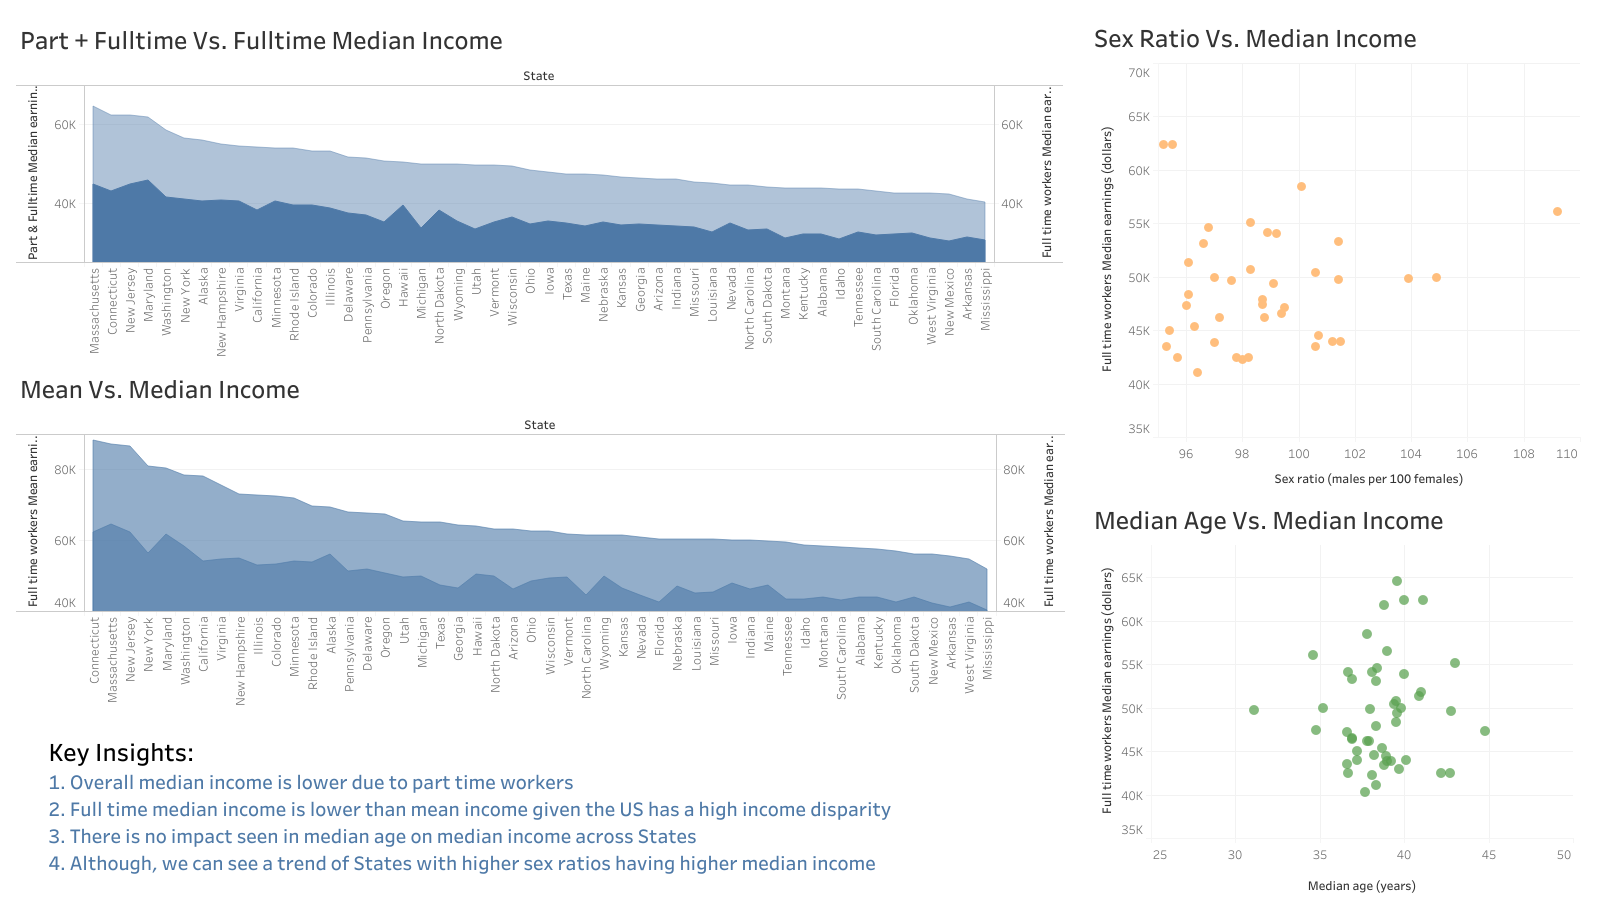 Part + Fulltime Vs. Fulltime Median Income
State
Part & Fulltime Median earnin..
60K
40K
60K
40K
Full time workers Median ear..
Massachusetts
Connecticut
New Jersey
Maryland
Washington
New York
Alaska
New Hampshire
Virginia
California
Minnesota
Rhode Island
Colorado
Illinois
Delaware
Pennsylvania
Oregon
Hawaii
Michigan
North Dakota
Wyoming
Utah
Vermont
Wisconsin
Ohio
Iowa
Texas
Maine
Nebraska
Kansas
Georgia
Arizona
Indiana
Missouri
Louisiana
Nevada
North Carolina
South Dakota
Montana
Kentucky
Alabama
Idaho
Tennessee
South Carolina
Florida
Oklahoma
West Virginia
New Mexico
Arkansas
Mississippi
Mean Vs. Median Income
State
Full time workers Mean earni..
80K
60K
40K
80K
60K
40K
Full time workers Median ear..
Connecticut
Massachusetts
New Jersey
New York
Maryland
Washington
California
Virginia
New Hampshire
Illinois
Colorado
Minnesota
Rhode Island
Alaska
Pennsylvania
Delaware
Oregon
Utah
Michigan
Texas
Georgia
Hawaii
North Dakota
Arizona
Ohio
Wisconsin
Vermont
North Carolina
Wyoming
Kansas
Nevada
Florida
Nebraska
Louisiana
Missouri
Iowa
Indiana
Maine
Tennessee
Idaho
Montana
South Carolina
Alabama
Kentucky
Oklahoma
South Dakota
New Mexico
Arkansas
West Virginia
Mississippi
Key Insights:
1. Overall median income is lower due to part time workers
2. Full time median income is lower than mean income given the US has a high income disparity
3. There is no impact seen in median age on median income across States
4. Although, we can see a trend of States with higher sex ratios having higher median income
Sex Ratio Vs. Median Income
Full time workers Median earnings (dollars)
70K
65K
60K
55K
50K
45K
40K
35K
96 98 100 102 104 106 108 110
Sex ratio (males per 100 females)
Median Age Vs. Median Income
Full time workers Median earnings (dollars)
65K
60K
55K
50K
45K
40K
35K
25 30 35 40 45 50
Median age (years)